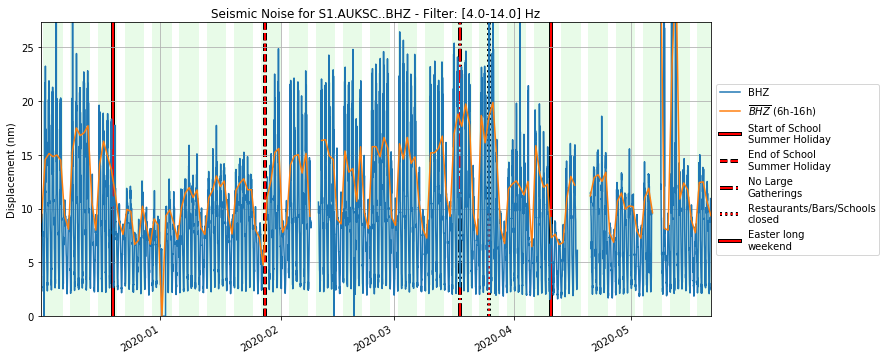 Seismic Noise for S1.AUKSC..BHZ - Filter: [4.0-14.0] Hz
Displacement (nm)
25
20
15
10
5
0
2020-01
2020-02
2020-03
2020-04
2020-05
BHZ
BHZ (6h-16h)
Start of School
Summer Holiday
End of School
Summer Holiday
No Large
Gatherings
Restaurants/Bars/Schools
closed
Easter long
weekend